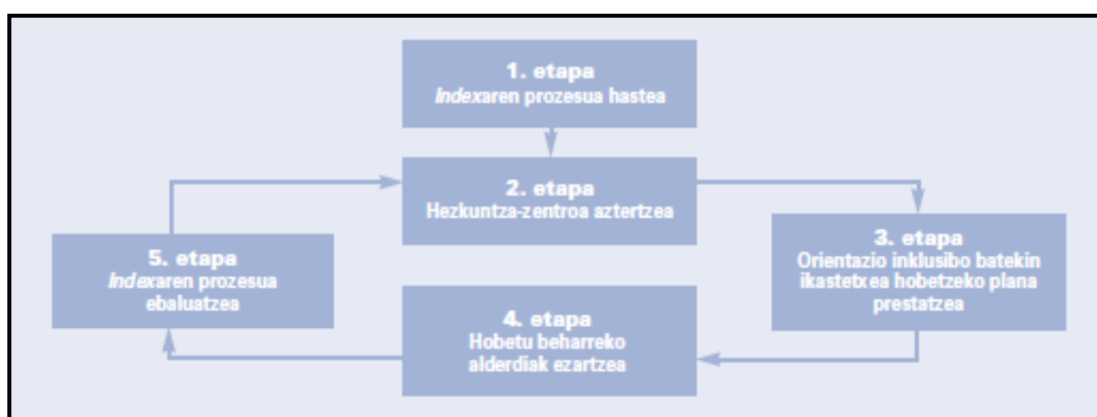 1. etapa
Indexaren prozesua hastea
2. etapa
Hezkuntza-zentroa aztertzea
3. etapa
Orientazio inklusibo batekin
ikastetxea hobetzeko plana
prestatzea
4. etapa
Hobetu beharreko
alderdiak ezartzea
5. etapa
Indexaren prozesua
ebaluatzea